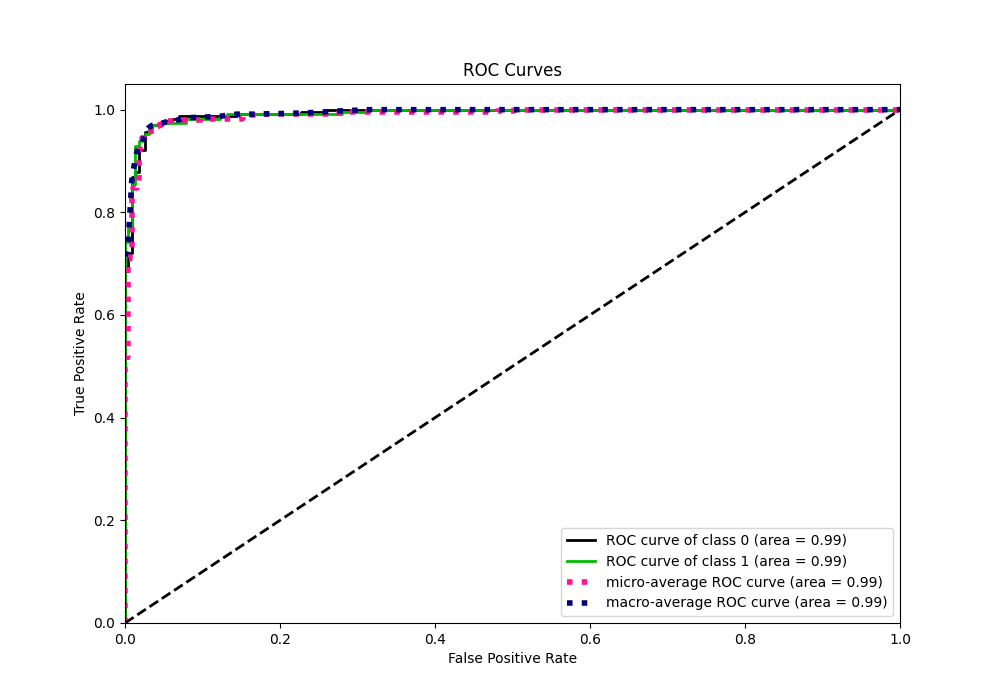 ROC Curves
True Positive Rate
1.0
0.8
0.6
0.4
0.2
0.0
0.0 0.2 0.4 0.6 0.8 1.0
False Positive Rate
ROC curve of class 0 (area = 0.99)
ROC curve of class 1 (area = 0.99)
micro-average ROC curve (area = 0.99)
macro-average ROC curve (area = 0.99)